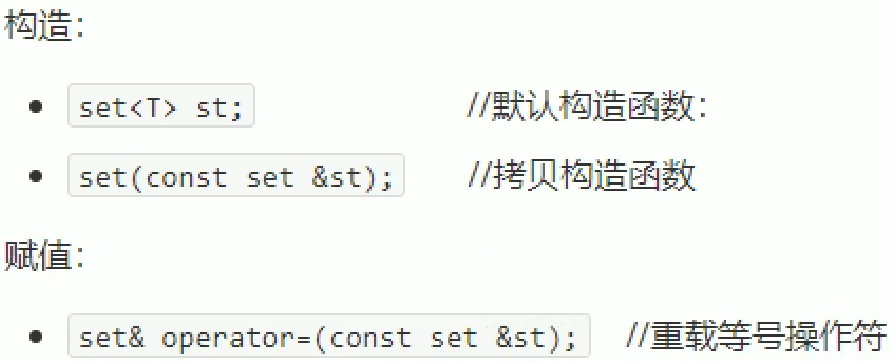 构造：
• set<T> st; //默认构造函数：
• set(const set &st); //拷贝构造函数
赋值：
• set& operator=(const set &st); //重载等号操作符